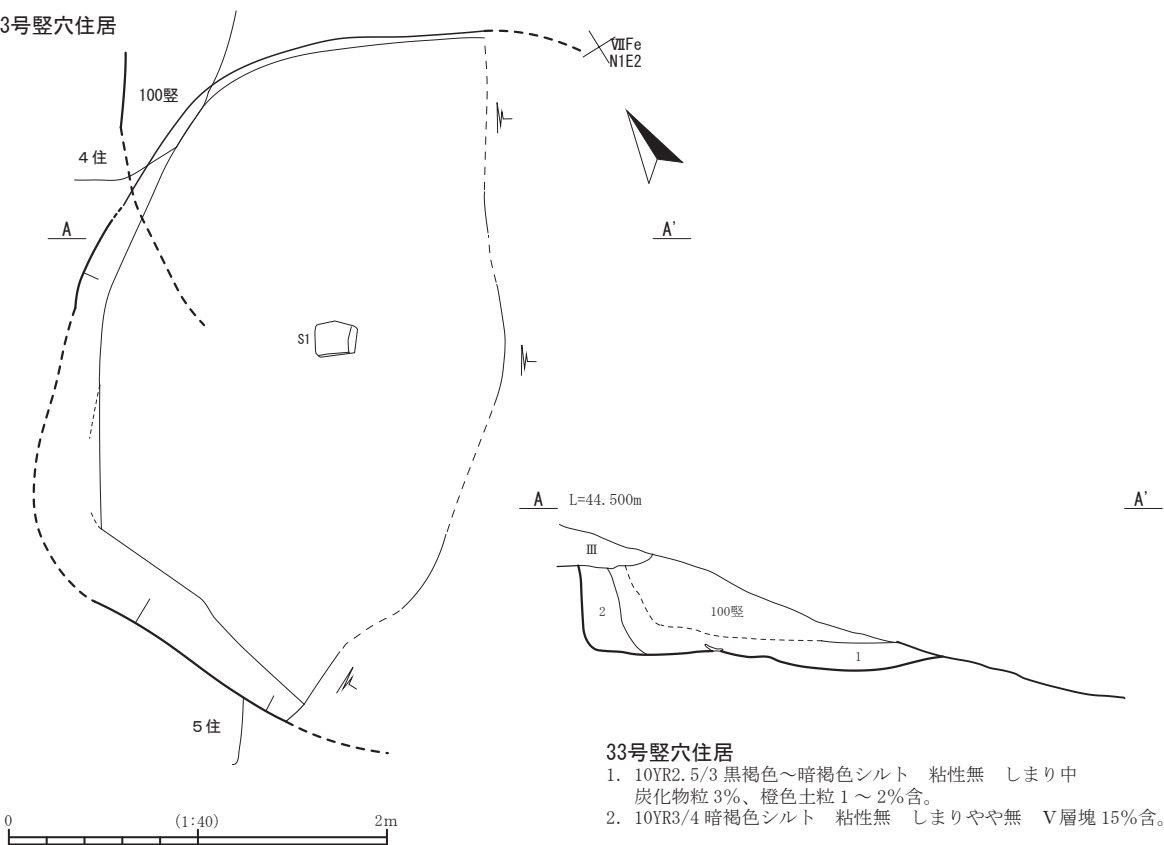 3号竪穴住居
ⅦFe
N1E2
100竪
4住
A
A'
S1
A
L=44.500m
A'
Ⅲ
2
100竪
1
5住
33号竪穴住居
1. 10YR2.5/3 黒褐色～暗褐色シルト　粘性無　しまり中
炭化物粒 3%、橙色土粒 1 ～ 2%含。
2. 10YR3/4 暗褐色シルト　粘性無　しまりやや無　Ⅴ層塊 15%含。
0
(1:40)
2m